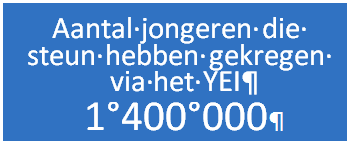 Aantal·jongeren·die·
steun·hebben·gekregen·
via·het·YEI¶
1°400°000¶